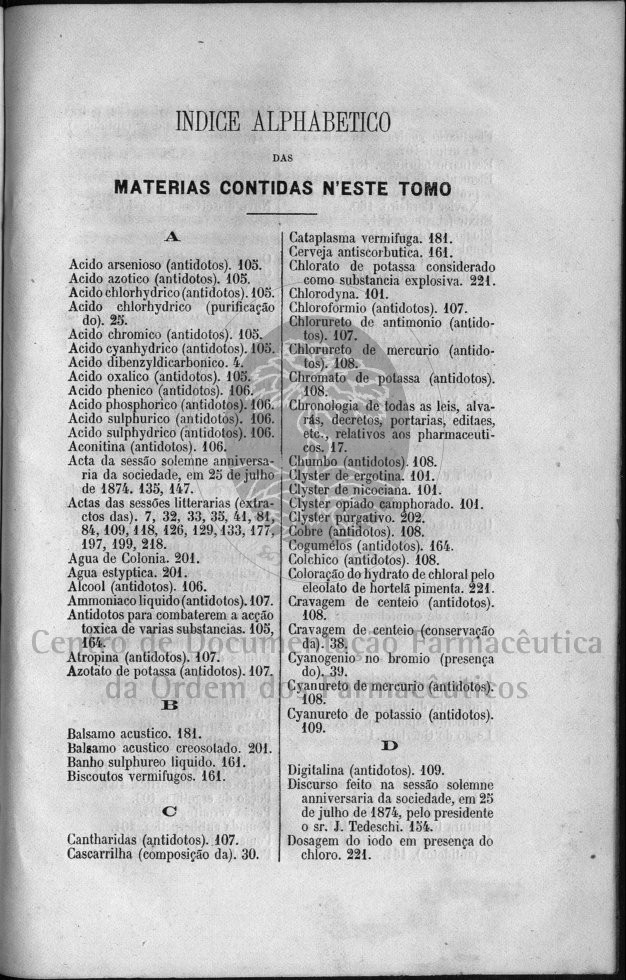 INDICE ALPHABETICO
DAS
MATERIAS CONTIDAS N'ESTE TOMO
A
Acido arsenioso (antidotos). 105.
Acido azotico (antidotos). 105.
Acido chlorhydrico (antidotos). 105.
Acido chlorhydrico (purificação
do). 25.
Acido chromico (antidotos). 105.
Acido cyanhydrico (antidotos). 105.
Acido dibenzyldicarbonico. 4.
Acido oxalico (antidotos). 105.
Acido phenico (antidotos). 106.
Acido phosphorico (antidotos). 106.
Acido sulphurico (antidotos). 106.
Acido sulphydrico (antidotos). 106.
Aconitina (antidotos). 106.
Acta da sessão solemne anniversa-
ria da sociedade, em 25 de julho
de 1874. 135, 147.
Actas das sessões litterarias (extra-
ctos das). 7, 32, 33, 35, 41, 81,
84, 109, 118, 126, 129, 133, 177,
197, 199, 218.
Agua de Colonia. 201.
Agua estyptica. 201.
Alcool (antidotos). 106.
Ammoniaco liquido (antidotos). 107.
Antidotos para combaterem a acção
toxica de varias substancias. 105,
164.
Atropina (antidotos). 107.
Azotato de potassa (antidotos). 107.
B
Balsamo acustico. 181.
Balsamo acustico creosotado. 201.
Banho sulphureo liquido. 161.
Biscoutos vermifugos. 161.
C
Cantharidas (antidotos). 107.
Cascarrilha (composição da). 30.
Cataplasma vermifuga. 181.
Cerveja antiscorbutica. 161.
Chlorato de potassa considerado
como substancia explosiva. 221.
Chlorodyna. 101.
Chloroformio (antidotos). 107.
Chlorureto de antimonio (antido-
tos). 107.
Chlorureto de mercurio (antido-
tos). 108.
Chromato de potassa (antidotos).
108.
Chronologia de todas as leis, alva-
rás, decretos, portarias, editaes,
etc., relativos aos pharmaceuti-
cos. 17.
Chumbo (antidotos). 108.
Clyster de ergotina. 101.
Clyster de nicociana. 101.
Clyster opiado camphorado. 101.
Clyster purgativo. 202.
Cobre (antidotos). 108.
Cogumélos (antidotos). 164.
Colchico (antidotos). 108.
Coloração do hydrato de chloral pelo
eleolato de hortelã pimenta. 221.
Cravagem de centeio (antidotos).
108.
Cravagem de centeio (conservação
da). 38.
Cyanogenio no bromio (presença
do). 39.
Cyanureto de mercurio (antidotos).
108.
Cyanureto de potassio (antidotos).
109.
D
Digitalina (antidotos). 109.
Discurso feito na sessão solemne
anniversaria da sociedade, em 25
de julho de 1874, pelo presidente
o sr. J. Tedeschi. 154.
Dosagem do iodo em presença do
chloro. 221.
Centro de Documentação Farmacêutica
da Ordem dos Farmacêuticos